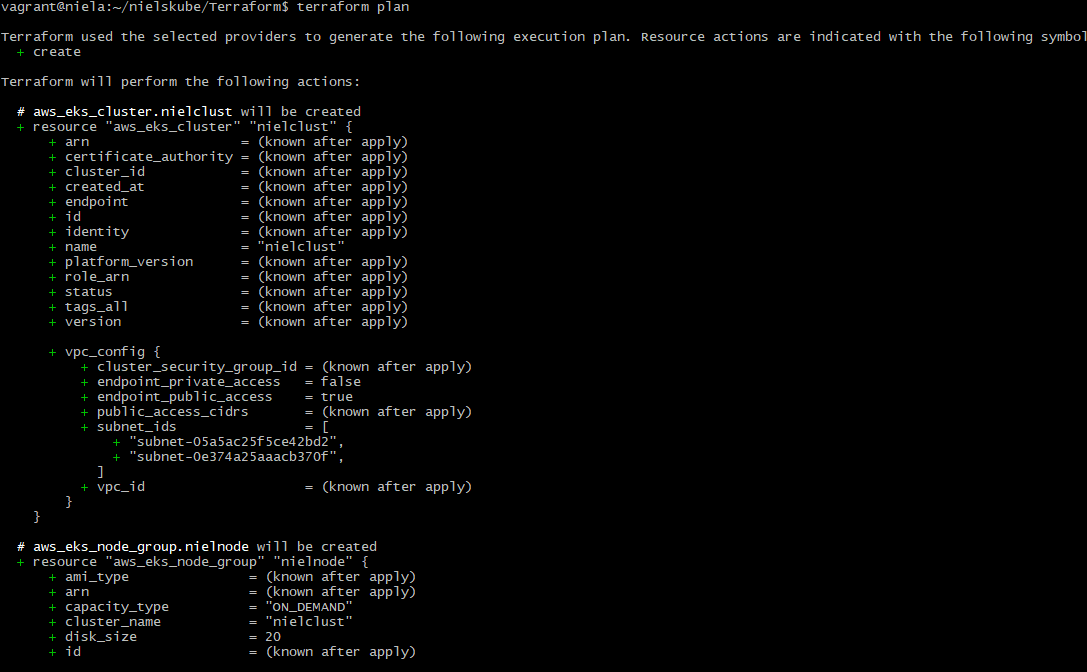 vagrant@niela:~/nielskube/Terraform$ terraform plan
Terraform used the selected providers to generate the following execution plan. Resource actions are indicated with the following symbol
  + create
Terraform will perform the following actions:
  # aws_eks_cluster.nielclust will be created
  + resource "aws_eks_cluster" "nielclust" {
      + arn                   = (known after apply)
      + certificate_authority = (known after apply)
      + cluster_id            = (known after apply)
      + created_at            = (known after apply)
      + endpoint              = (known after apply)
      + id                    = (known after apply)
      + identity              = (known after apply)
      + name                  = "nielclust"
      + platform_version      = (known after apply)
      + role_arn              = (known after apply)
      + status                = (known after apply)
      + tags_all              = (known after apply)
      + version               = (known after apply)
      + vpc_config {
          + cluster_security_group_id = (known after apply)
          + endpoint_private_access   = false
          + endpoint_public_access    = true
          + public_access_cidrs       = (known after apply)
          + subnet_ids                = [
              + "subnet-05a5ac25f5ce42bd2",
              + "subnet-0e374a25aaacb370f",
            ]
          + vpc_id                    = (known after apply)
        }
    }
  # aws_eks_node_group.nielnode will be created
  + resource "aws_eks_node_group" "nielnode" {
      + ami_type               = (known after apply)
      + arn                    = (known after apply)
      + capacity_type          = "ON_DEMAND"
      + cluster_name           = "nielclust"
      + disk_size              = 20
      + id                     = (known after apply)